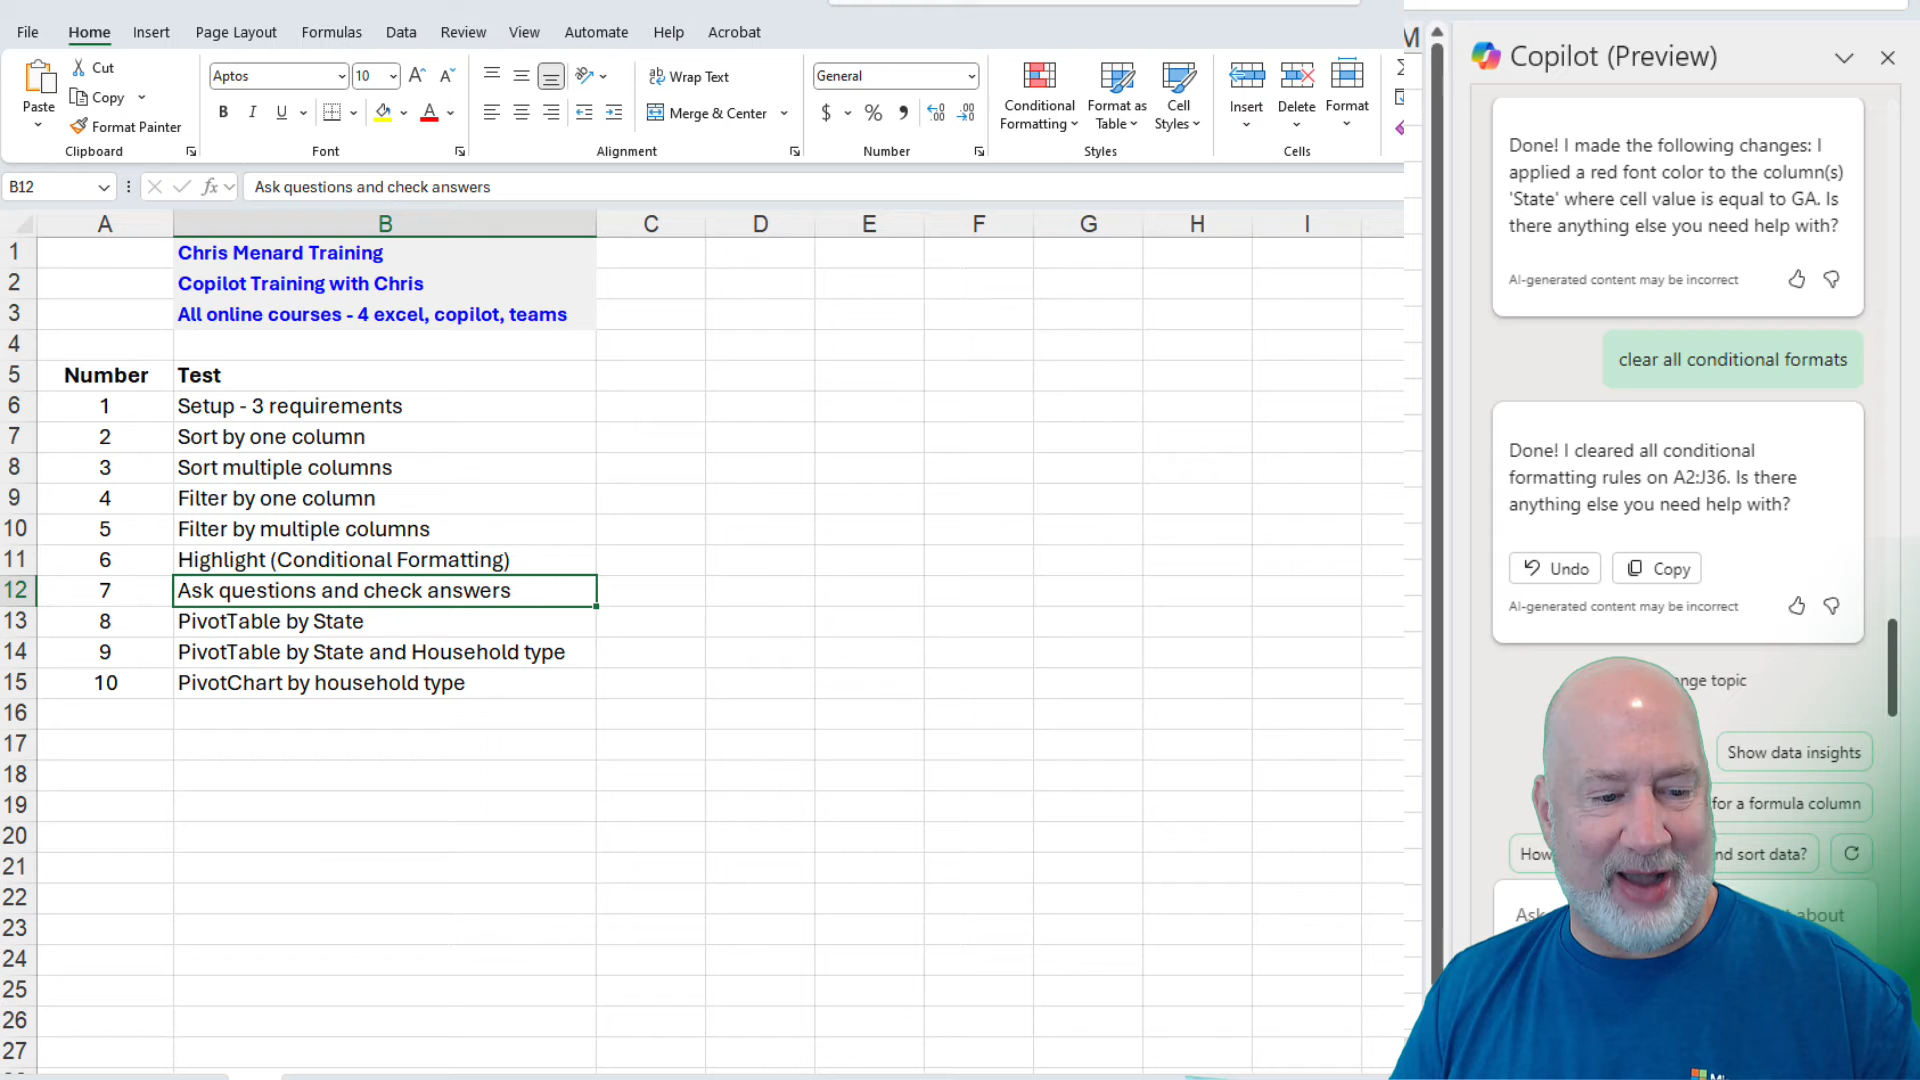 File Home Insert Page Layout Formulas Data Review View Automate Help Acrobat
Paste
Cut
Copy
Format Painter
Clipboard
Aptos 10
B I U
Font
Wrap Text
Merge & Center
Alignment
General
$ % 9
Number
Conditional Formatting
Format as Table
Cell Styles
Styles
Insert Delete Format
Cells
B12 fx Ask questions and check answers
A B C D E F G H I M
1 Chris Menard Training
2 Copilot Training with Chris
3 All online courses - 4 excel, copilot, teams
4
5 Number Test
6 1 Setup - 3 requirements
7 2 Sort by one column
8 3 Sort multiple columns
9 4 Filter by one column
10 5 Filter by multiple columns
11 6 Highlight (Conditional Formatting)
12 7 Ask questions and check answers
13 8 PivotTable by State
14 9 PivotTable by State and Household type
15 10 PivotChart by household type
16
17
18
19
20
21
22
23
24
25
26
27
Copilot (Preview)
Done! I made the following changes: I
applied a red font color to the column(s)
'State' where cell value is equal to GA. Is
there anything else you need help with?
AI-generated content may be incorrect
clear all conditional formats
Done! I cleared all conditional
formatting rules on A2:J36. Is there
anything else you need help with?
Undo Copy
AI-generated content may be incorrect
topic
Show data insights
for a formula column
How sort data?
about